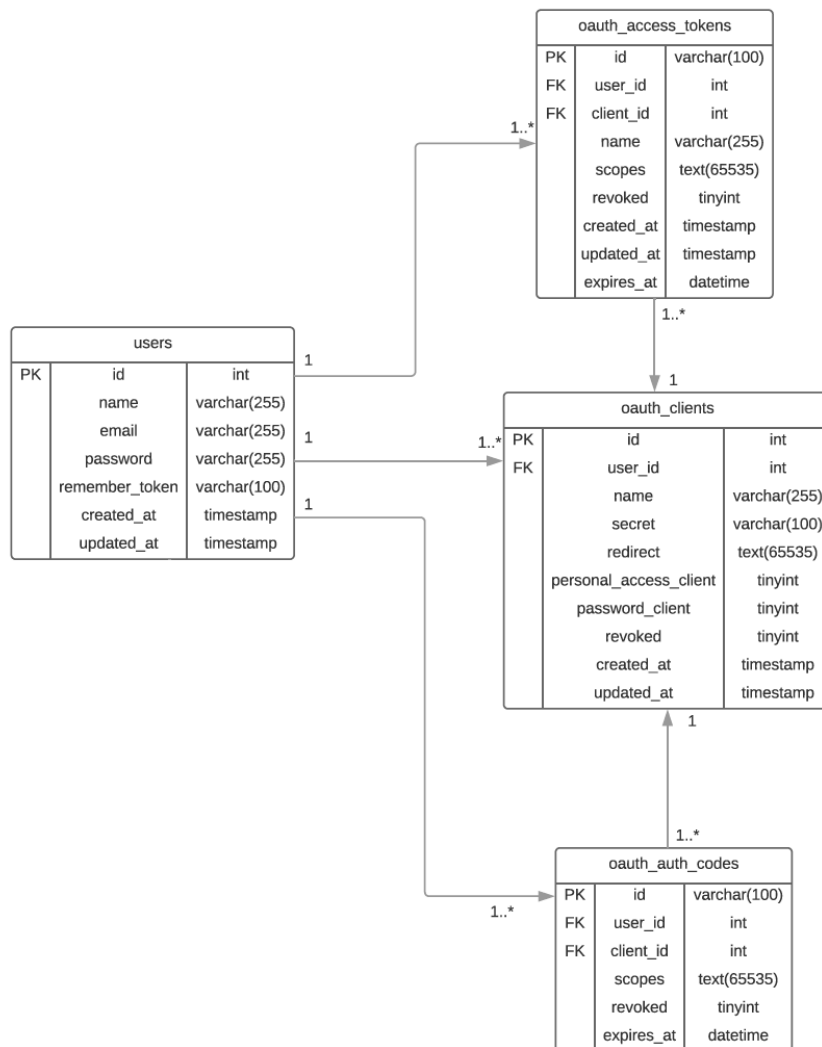 oauth_access_tokens
PK id varchar(100)
FK user_id int
FK client_id int
name varchar(255)
scopes text(65535)
revoked tinyint
created_at timestamp
updated_at timestamp
expires_at datetime
1..*
1..*
1
users
PK id int
name varchar(255)
email varchar(255)
password varchar(255)
remember_token varchar(100)
created_at timestamp
updated_at timestamp
1
1
1
1..*
oauth_clients
PK id int
FK user_id int
name varchar(255)
secret varchar(100)
redirect text(65535)
personal_access_client tinyint
password_client tinyint
revoked tinyint
created_at timestamp
updated_at timestamp
1
1..*
1..*
oauth_auth_codes
PK id varchar(100)
FK user_id int
FK client_id int
scopes text(65535)
revoked tinyint
expires_at datetime